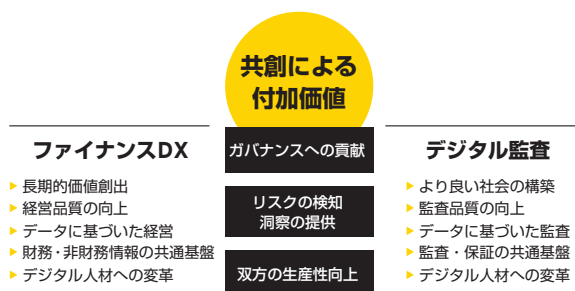 共創による
付加価値
ファイナンスDX
長期的価値創出
経営品質の向上
データに基づいた経営
財務・非財務情報の共通基盤
デジタル人材への変革
ガバナンスへの貢献
リスクの検知
洞察の提供
双方の生産性向上
デジタル監査
より良い社会の構築
監査品質の向上
データに基づいた監査
監査・保証の共通基盤
デジタル人材への変革